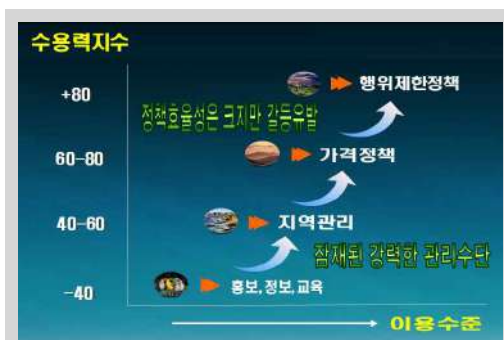 수용력지수
+80
행위제한정책
정책효율성은 크지만 갈등유발
60-80
가격정책
40-60
지역관리
잠재된 강력한 관리수단
-40
홍보,정보,교육
이용수준